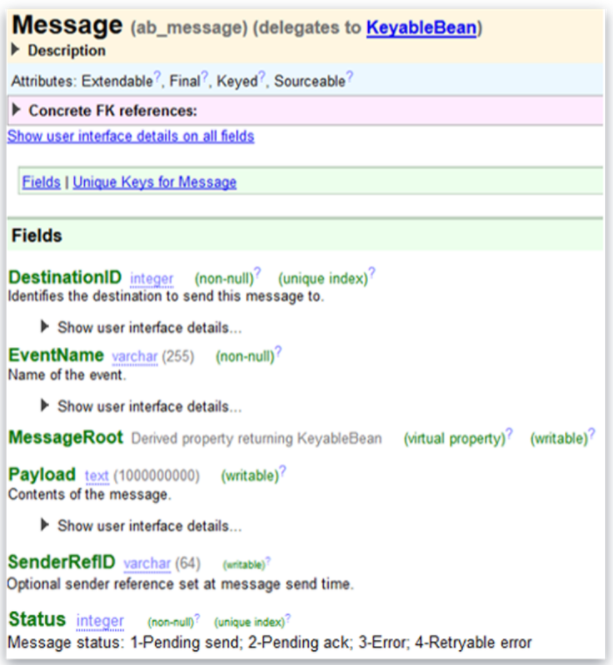 Message (ab_message) (delegates to KeyableBean)
Description
Attributes: Extendable?, Final?, Keyed?, Sourceable?
Concrete FK references:
Show user interface details on all fields
Fields | Unique Keys for Message
Fields
DestinationID integer (non-null)? (unique index)?
Identifies the destination to send this message to.
Show user interface details...
EventName varchar (255) (non-null)?
Name of the event.
Show user interface details...
MessageRoot Derived property returning KeyableBean (virtual property)? (writable)?
Payload text (1000000000) (writable)?
Contents of the message.
Show user interface details...
SenderRefID varchar (64) (writable)?
Optional sender reference set at message send time.
Status integer (non-null)? (unique index)?
Message status: 1-Pending send; 2-Pending ack; 3-Error; 4-Retryable error